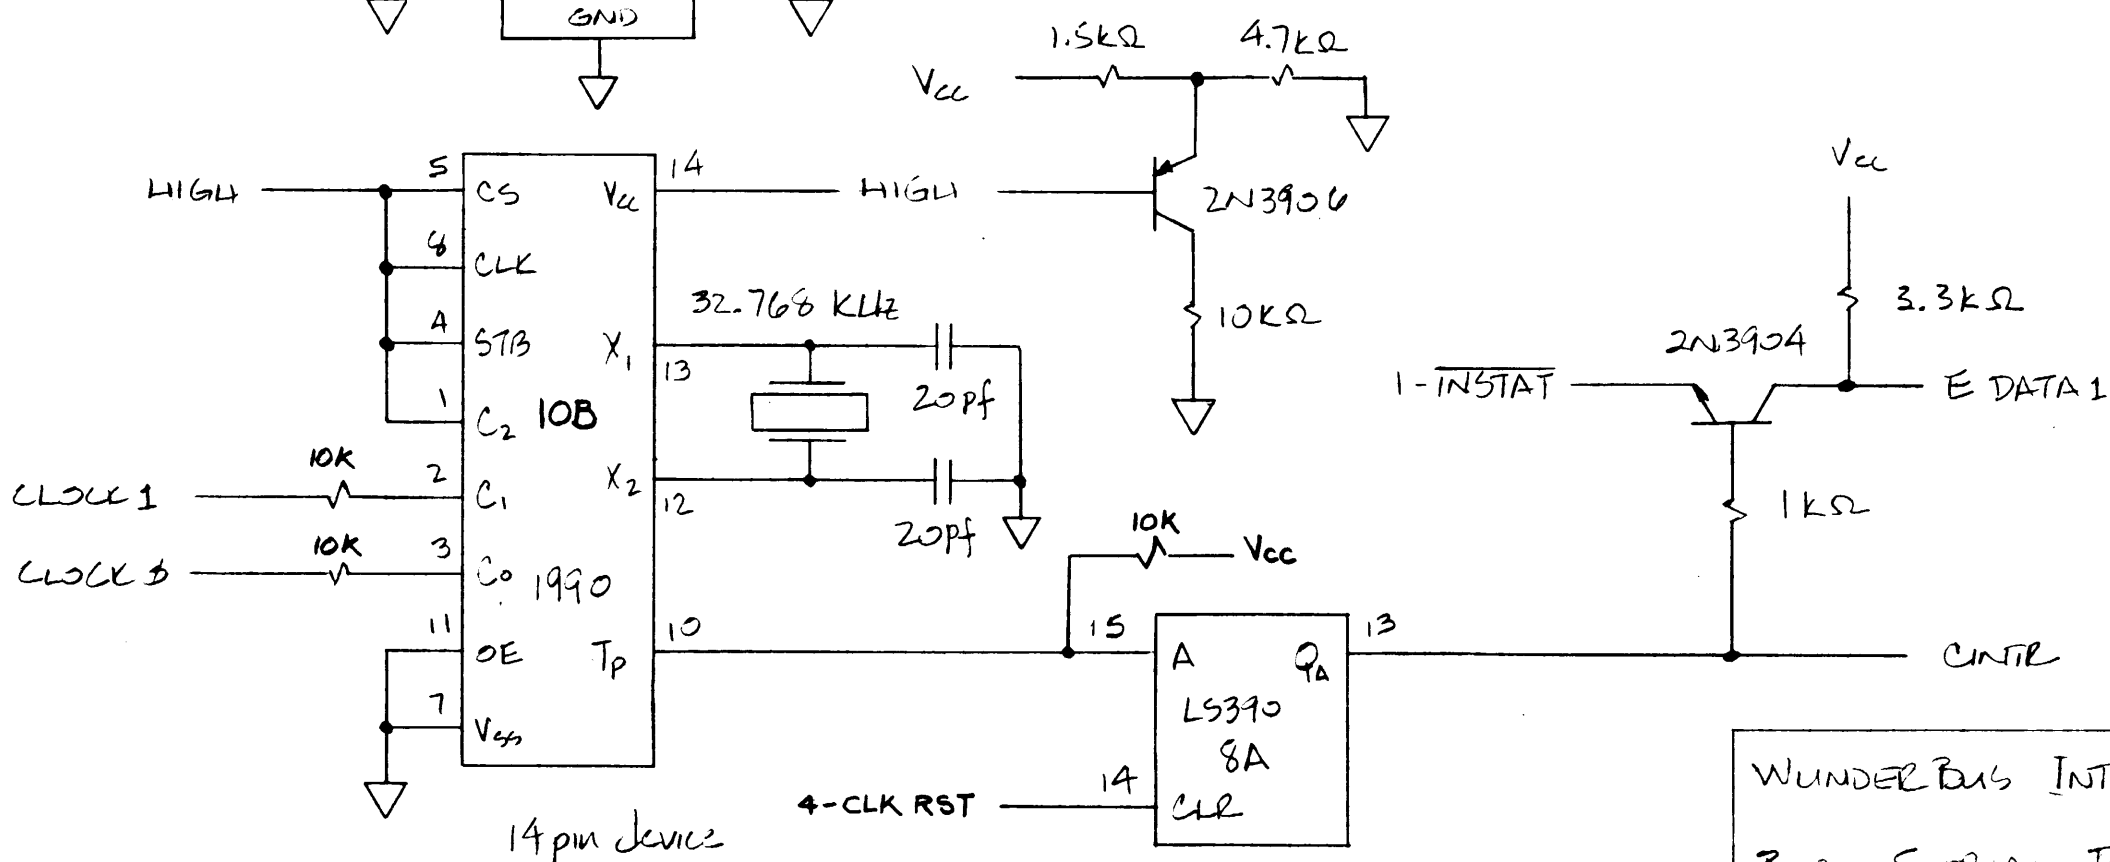 GND
1.5KΩ
4.7KΩ
Vcc
HIGH
5
CS
Vcc
14
HIGH
2N3906
Vcc
8
CLK
32.768 KHz
10KΩ
3.3KΩ
4
STB
X1
13
20pf
2N3904
1-INSTAT
E DATA 1
1
C2
10B
10K
CLOCK 1
2
C1
X2
12
20pf
10K
Vcc
1KΩ
10K
CLOCK 0
3
C0
1990
11
OE
Tp
10
15
A
QA
13
CINTR
7
Vss
LS390
8A
4-CLK RST
14
CLR
14 pin device
WUNDERBUS INT